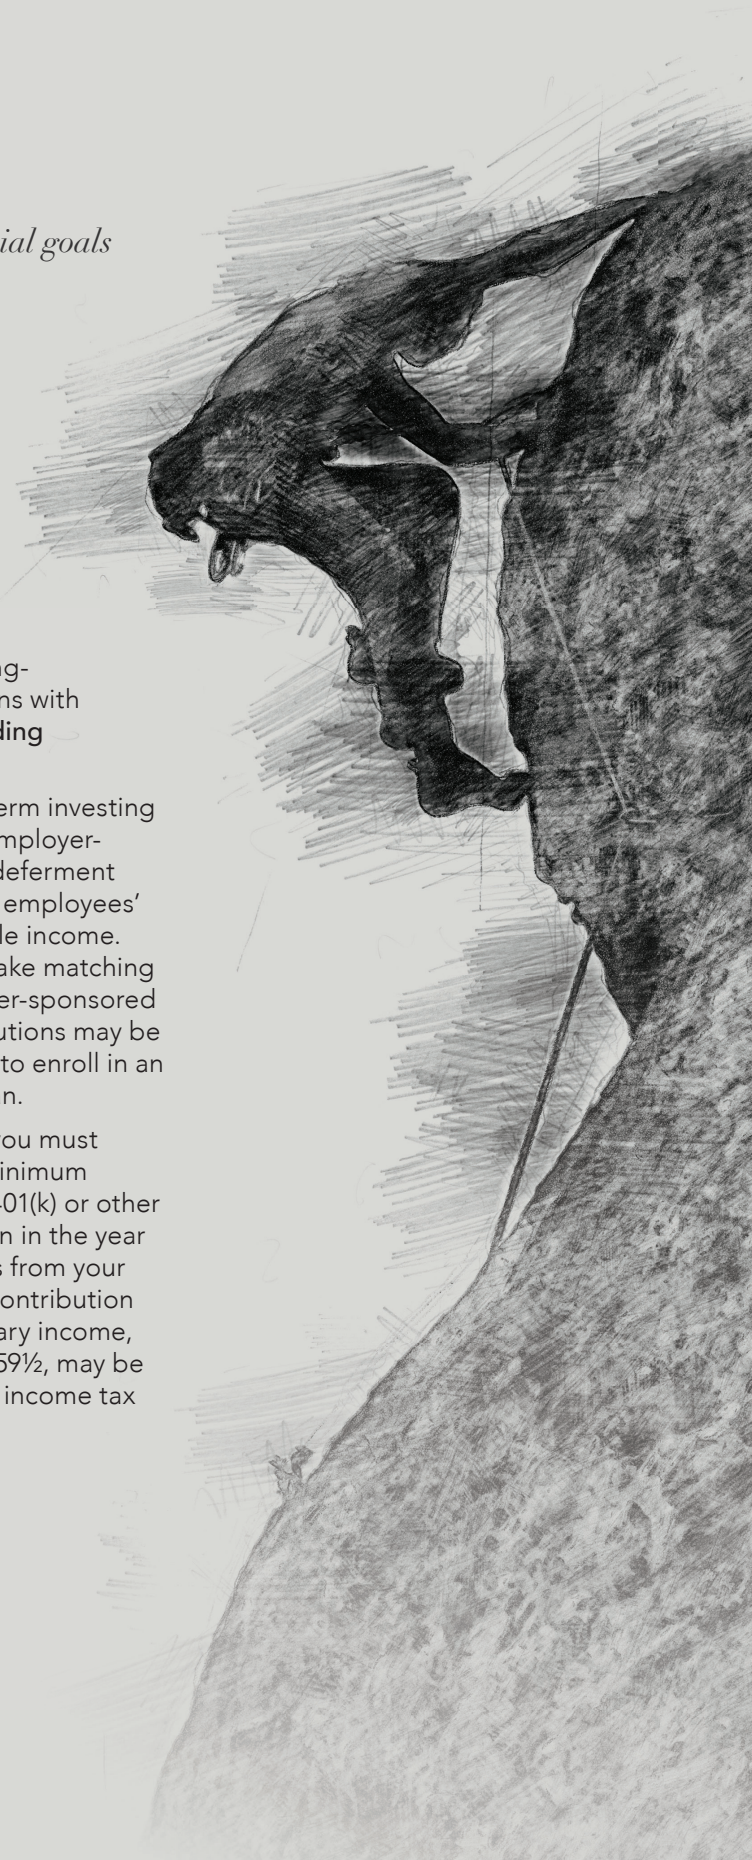 ial goals
ng-
ns with
ding
erm investing
mployer-
deferment
employees’
le income.
ake matching
er-sponsored
utions may be
to enroll in an
n.
you must
inimum
401(k) or other
n in the year
s from your
ontribution
ary income,
59½, may be
income tax